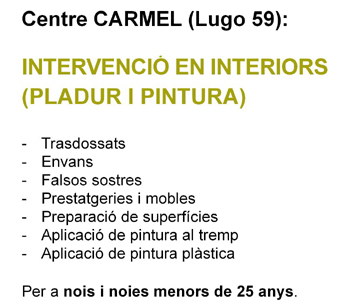 Centre CARMEL (Lugo 59):
INTERVENCIÓ EN INTERIORS
(PLADUR I PINTURA)
- Trasdossats
- Envans
- Falsos sostres
- Prestatgeries i mobles
- Preparació de superfícies
- Aplicació de pintura al tremp
- Aplicació de pintura plàstica
Per a nois i noies menors de 25 anys.